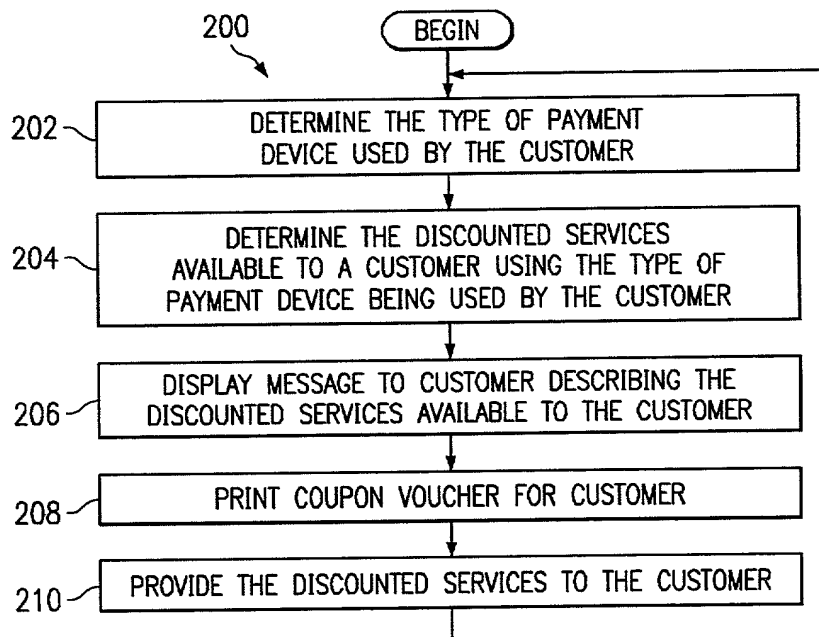 200
BEGIN
202
DETERMINE THE TYPE OF PAYMENT
DEVICE USED BY THE CUSTOMER
204
DETERMINE THE DISCOUNTED SERVICES
AVAILABLE TO A CUSTOMER USING THE TYPE OF
PAYMENT DEVICE BEING USED BY THE CUSTOMER
206
DISPLAY MESSAGE TO CUSTOMER DESCRIBING THE
DISCOUNTED SERVICES AVAILABLE TO THE CUSTOMER
208
PRINT COUPON VOUCHER FOR CUSTOMER
210
PROVIDE THE DISCOUNTED SERVICES TO THE CUSTOMER